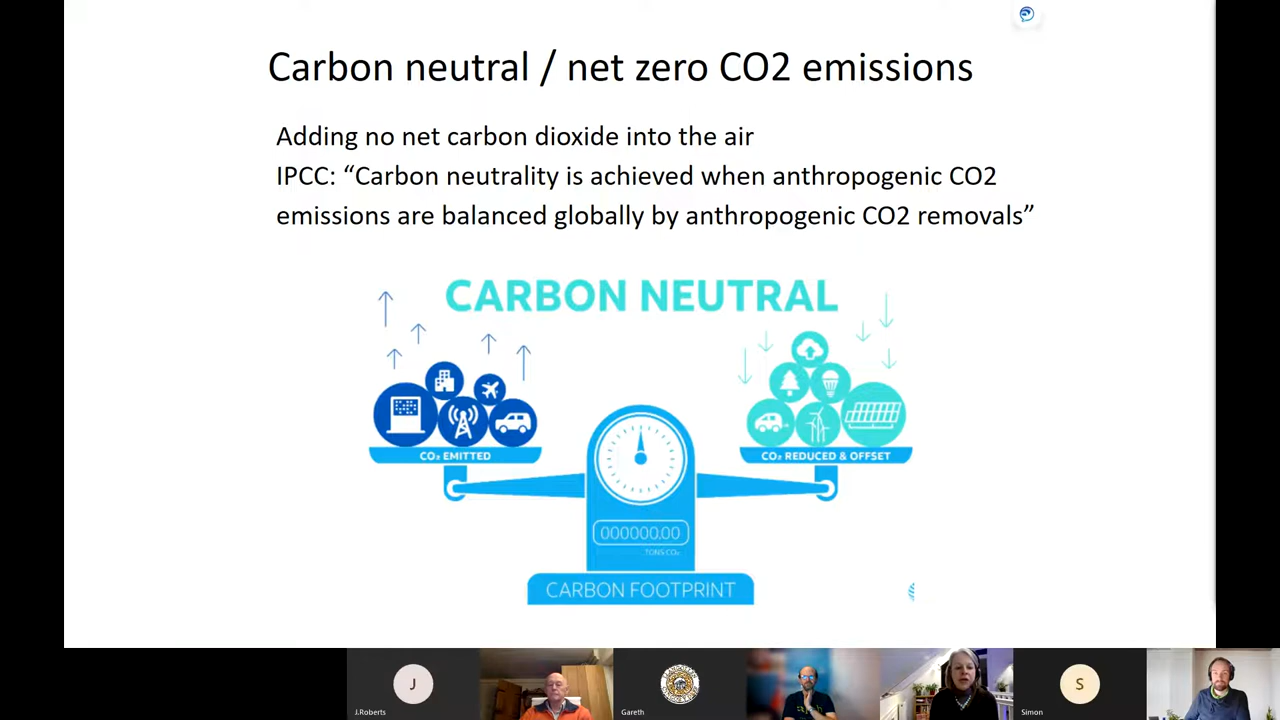 Carbon neutral / net zero CO2 emissions
Adding no net carbon dioxide into the air
IPCC: “Carbon neutrality is achieved when anthropogenic CO2
emissions are balanced globally by anthropogenic CO2 removals”
CARBON NEUTRAL
CO₂ EMITTED
CO₂ REDUCED & OFFSET
000000.00
TONS CO₂
CARBON FOOTPRINT
J
S
J.Roberts
Gareth
Simon